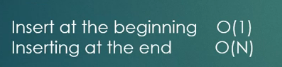 Insert at the beginning O(1)
Inserting at the end O(N)